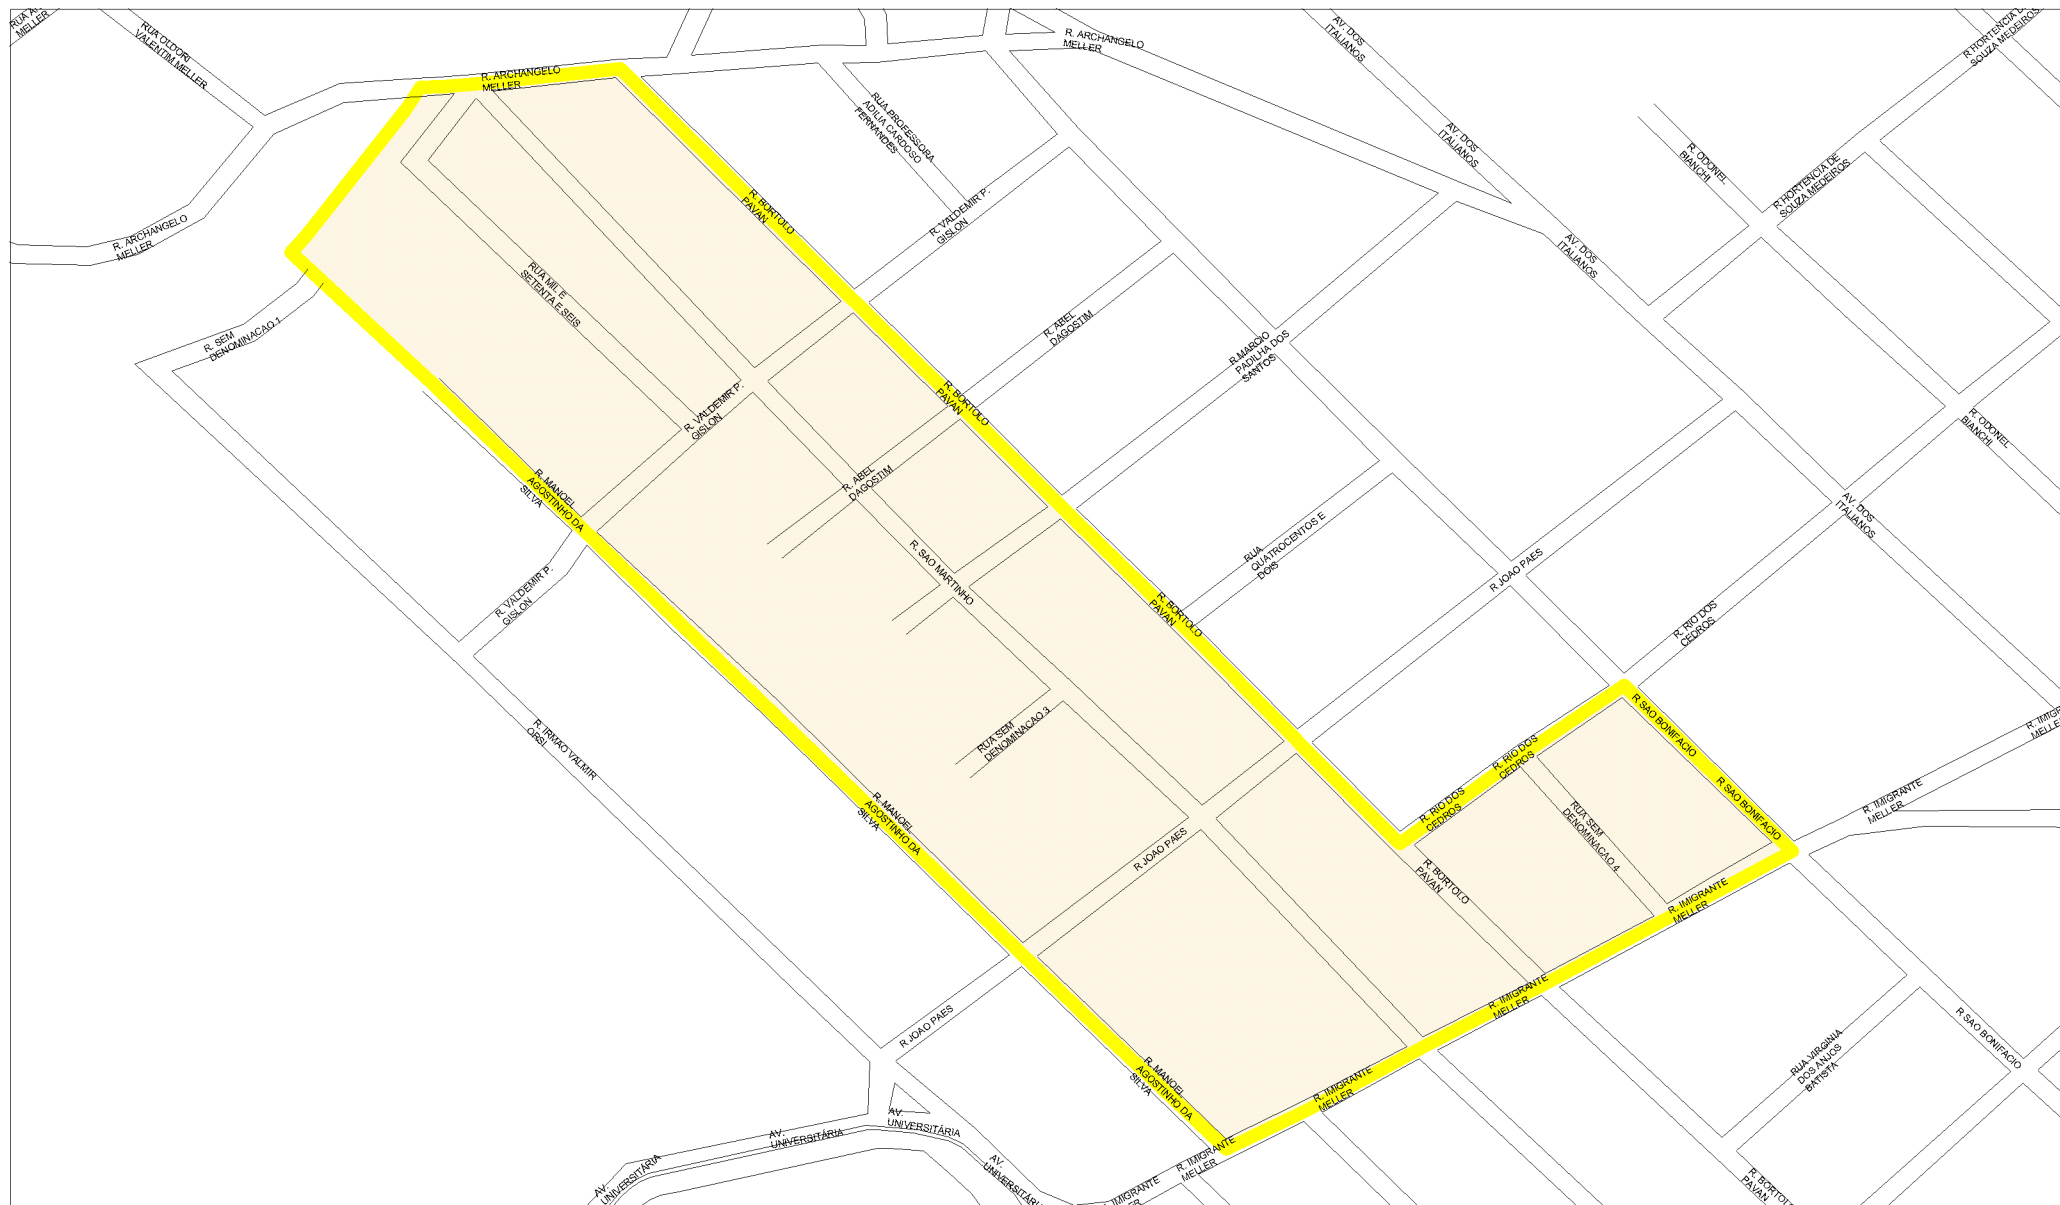 MELLER
RUA OLDORI
VALENTIM MELLER
R. ARCHANGELO
MELLER
AV. DOS
ITALIANOS
R HORTENCIA D
SOUZA MEDEIROS
R. ARCHANGELO
MELLER
RUA PROFESSORA
ADILIA CARDOSO
FERNANDES
AV. DOS
ITALIANOS
R. ODONEL
BIANCHI
R HORTENCIA DE
SOUZA MEDEIROS
R. ARCHANGELO
MELLER
R. BORTOLO
PAVAN
R. VALDEMIR P.
GISLON
AV. DOS
ITALIANOS
RUA MIL E
SETENTA E SEIS
R. SEM
DENOMINACAO 1
R. ABEL
DAGOSTIM
R.MARCIO
PADILHA DOS
SANTOS
R. VALDEMIR P.
GISLON
R. BORTOLO
PAVAN
R. ODONEL
BIANCHI
R. ABEL
DAGOSTIM
R. MANOEL
AGOSTINHO DA
SILVA
AV. DOS
ITALIANOS
RUA
QUATROCENTOS E
DOIS
R. SAO MARTINHO
R JOAO PAES
R. VALDEMIR P.
GISLON
R. BORTOLO
PAVAN
R. RIO DOS
CEDROS
RUA SEM
DENOMINACAO 3
R. IRMAO VALMIR
ORSI
R SAO BONIFACIO
R. IMIGR
MELLE
R. RIO DOS
CEDROS
R SAO BONIFACIO
R. RIO DOS
CEDROS
RUA SEM
DENOMINACAO 4
R. IMIGRANTE
MELLER
R. MANOEL
AGOSTINHO DA
SILVA
R JOAO PAES
R. BORTOLO
PAVAN
R. IMIGRANTE
MELLER
R. IMIGRANTE
MELLER
R JOAO PAES
R SAO BONIFACIO
RUA VIRGINIA
DOS ANJOS
BATISTA
R. MANOEL
AGOSTINHO DA
SILVA
R. IMIGRANTE
MELLER
AV.
UNIVERSITÁRIA
AV.
UNIVERSITÁRIA
R. IMIGRANTE
MELLER
AV.
UNIVERSITÁRIA
AV.
UNIVERSITÁRI
IMIGRANTE
R. BORTOL
PAVAN